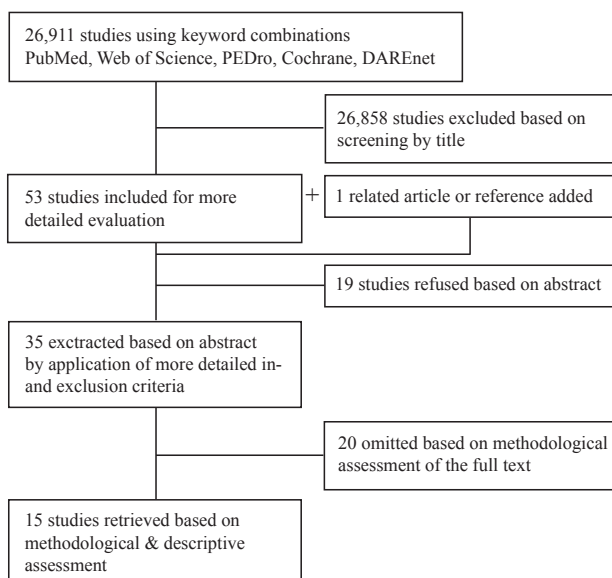 26,911 studies using keyword combinations
PubMed, Web of Science, PEDro, Cochrane, DAREnet
26,858 studies excluded based on
screening by title
53 studies included for more
detailed evaluation
+
1 related article or reference added
19 studies refused based on abstract
35 exctracted based on abstract
by application of more detailed in-
and exclusion criteria
20 omitted based on methodological
assessment of the full text
15 studies retrieved based on
methodological & descriptive
assessment